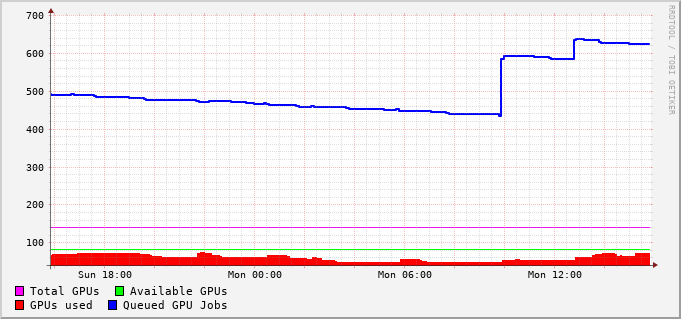 700
600
500
400
300
200
100
Sun 18:00 Mon 00:00 Mon 06:00 Mon 12:00
Total GPUs Available GPUs
GPUs used Queued GPU Jobs
RRDTOOL / TOBI OETIKER